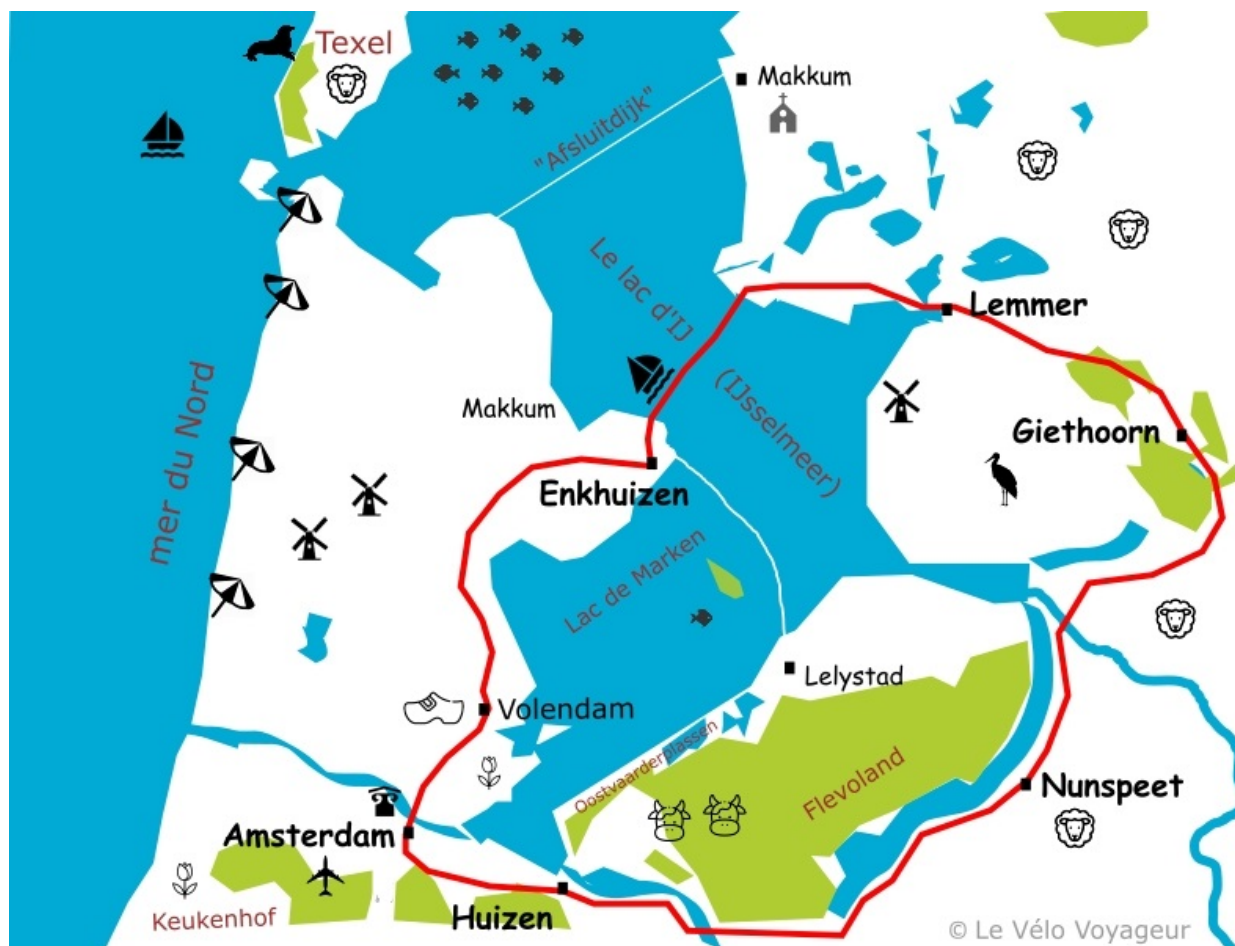 Texel
Makkum
"Afsluitdijk"
Le lac d'IJ
(IJsselmeer)
Lemmer
mer du Nord
Makkum
Giethoorn
Enkhuizen
Lac de Marken
Lelystad
Volendam
Oostvaarderplassen
Flevoland
Nunspeet
Amsterdam
Keukenhof
Huizen
© Le Vélo Voyageur